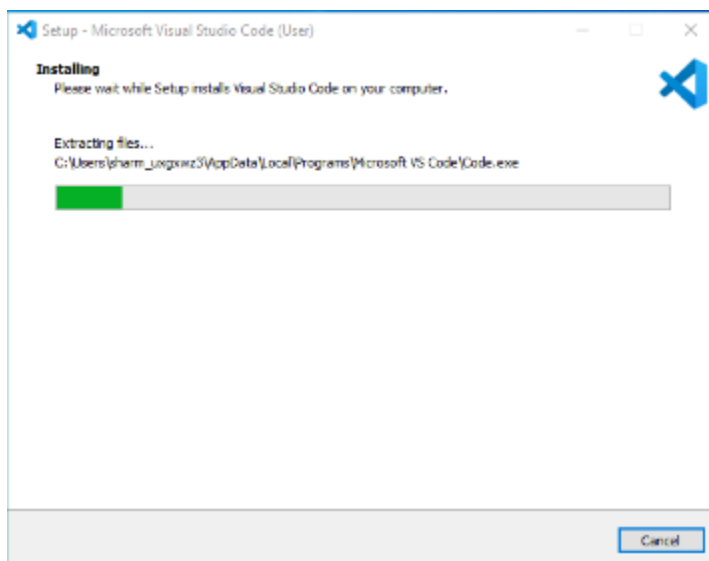 Setup - Microsoft Visual Studio Code (User)
Installing
Please wait while Setup installs Visual Studio Code on your computer.
Extracting files...
C:\Users\sharm_uxgxwz3\AppData\Local\Programs\Microsoft VS Code\Code.exe
Cancel